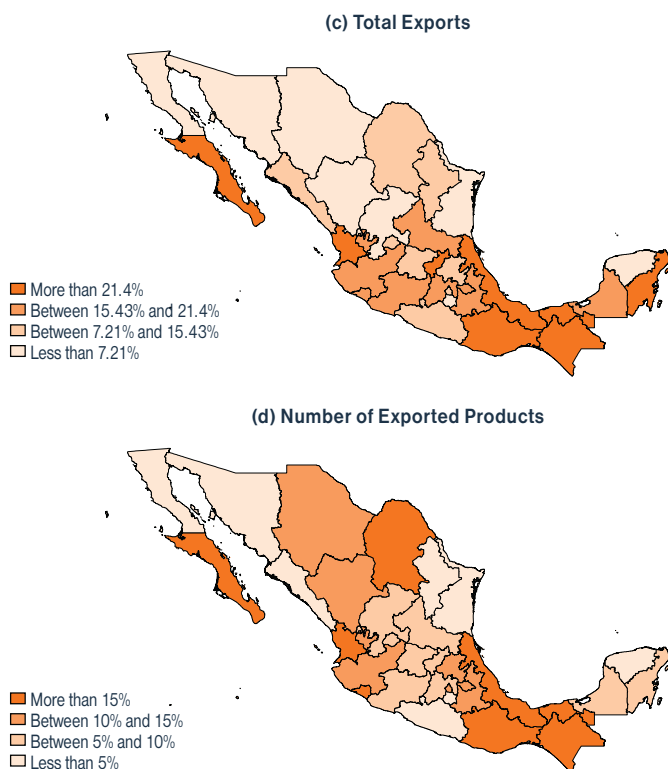 (c) Total Exports
More than 21.4%
Between 15.43% and 21.4%
Between 7.21% and 15.43%
Less than 7.21%
(d) Number of Exported Products
More than 15%
Between 10% and 15%
Between 5% and 10%
Less than 5%